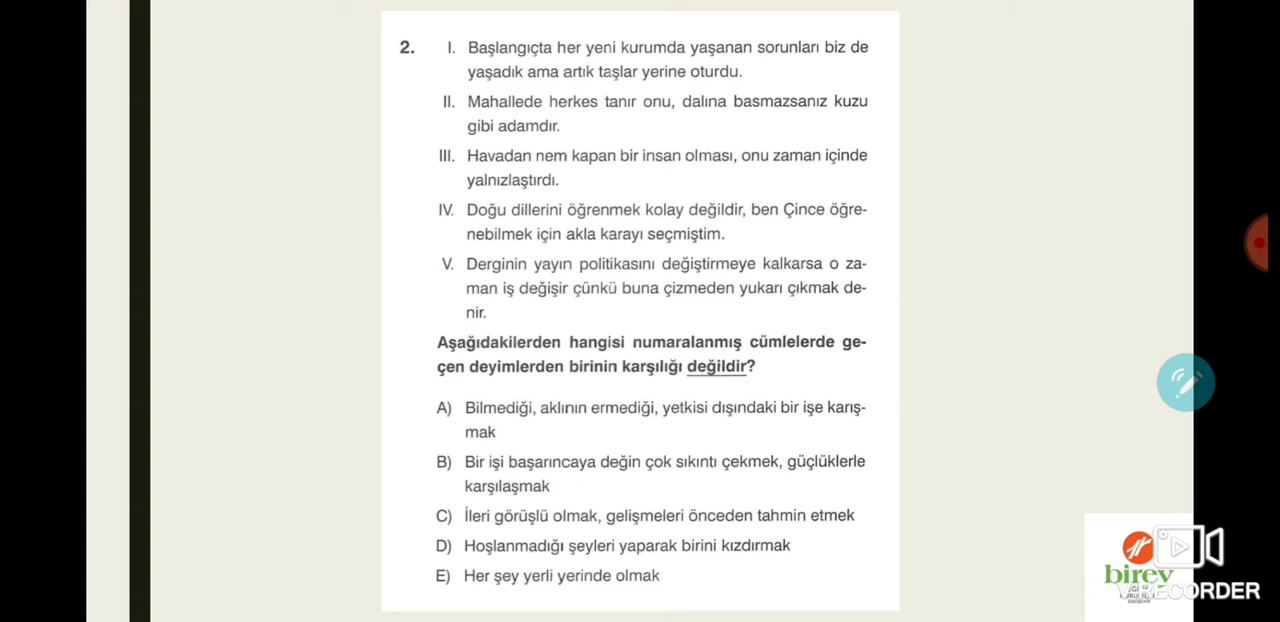 2. I. Başlangıçta her yeni kurumda yaşanan sorunları biz de
yaşadık ama artık taşlar yerine oturdu.
II. Mahallede herkes tanır onu, dalına basmazsanız kuzu
gibi adamdır.
III. Havadan nem kapan bir insan olması, onu zaman içinde
yalnızlaştırdı.
IV. Doğu dillerini öğrenmek kolay değildir, ben Çince öğre-
nebilmek için akla karayı seçmiştim.
V. Derginin yayın politikasını değiştirmeye kalkarsa o za-
man iş değişir çünkü buna çizmeden yukarı çıkmak de-
nir.
Aşağıdakilerden hangisi numaralanmış cümlelerde ge-
çen deyimlerden birinin karşılığı değildir?
A) Bilmediği, aklının ermediği, yetkisi dışındaki bir işe karış-
mak
B) Bir işi başarıncaya değin çok sıkıntı çekmek, güçlüklerle
karşılaşmak
C) İleri görüşlü olmak, gelişmeleri önceden tahmin etmek
D) Hoşlanmadığı şeyleri yaparak birini kızdırmak
E) Her şey yerli yerinde olmak
birey
RECORDER